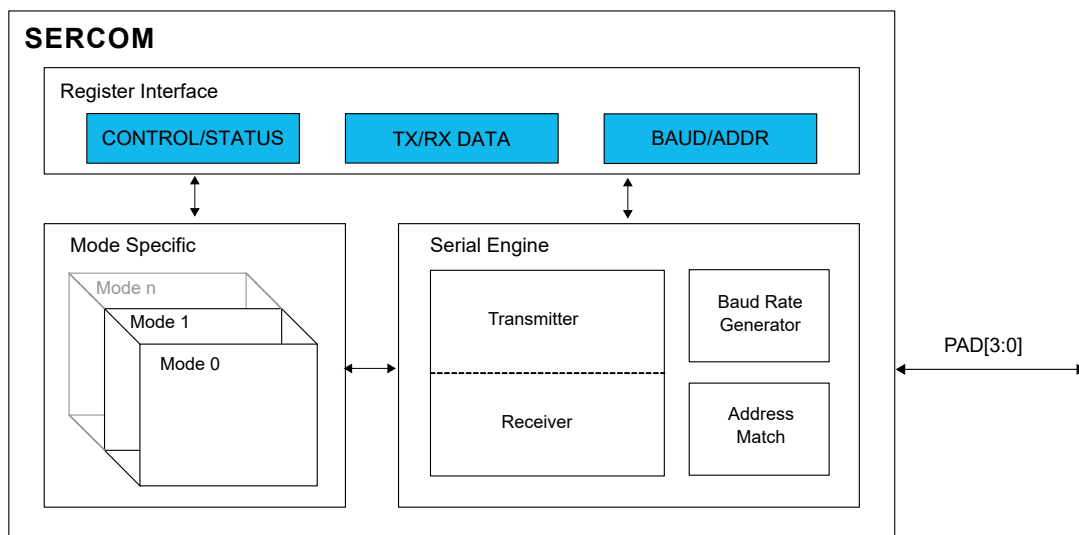 SERCOM
Register Interface
CONTROL/STATUS
TX/RX DATA
BAUD/ADDR
Mode Specific
Mode n
Mode 1
Mode 0
Serial Engine
Transmitter
Receiver
Baud Rate
Generator
Address
Match
PAD[3:0]